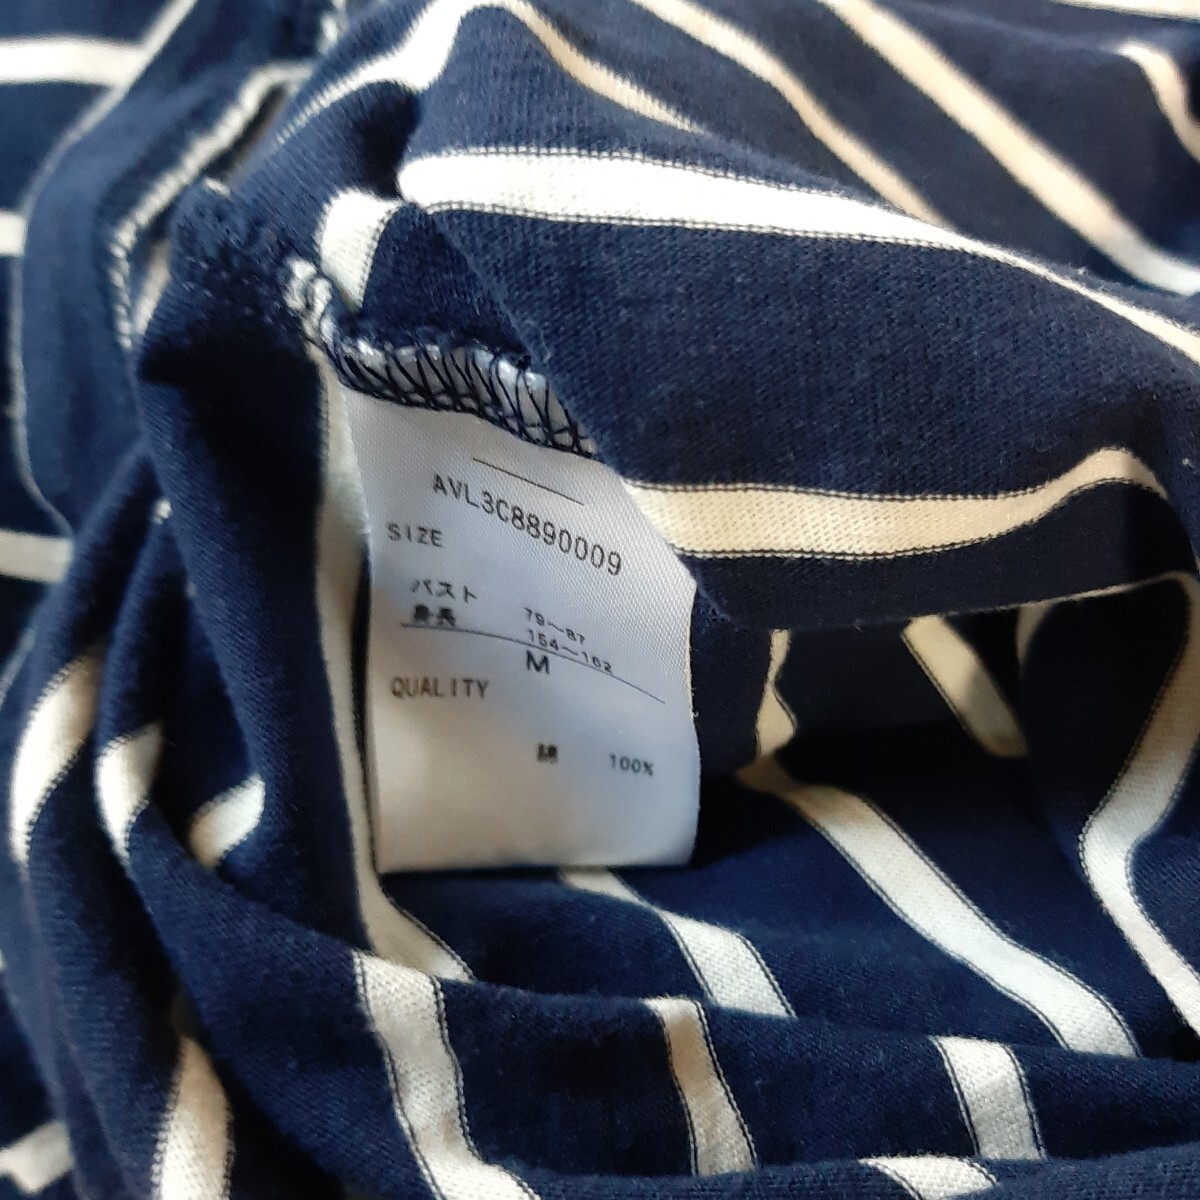 AVL3C8890009
SIZE
バスト 79～87
身長 154～162
M
QUALITY
綿 100%